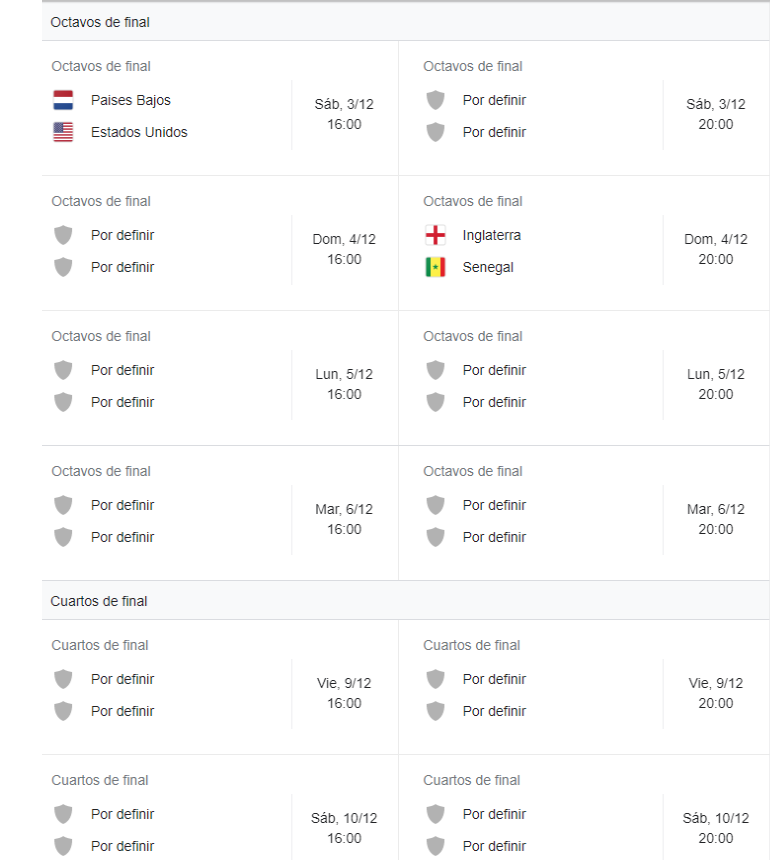 Octavos de final
Octavos de final
Paises Bajos
Estados Unidos
Sáb, 3/12
16:00
Octavos de final
Por definir
Por definir
Sáb, 3/12
20:00
Octavos de final
Por definir
Por definir
Dom, 4/12
16:00
Octavos de final
Inglaterra
Senegal
Dom, 4/12
20:00
Octavos de final
Por definir
Por definir
Lun, 5/12
16:00
Octavos de final
Por definir
Por definir
Lun, 5/12
20:00
Octavos de final
Por definir
Por definir
Mar, 6/12
16:00
Octavos de final
Por definir
Por definir
Mar, 6/12
20:00
Cuartos de final
Cuartos de final
Por definir
Por definir
Vie, 9/12
16:00
Cuartos de final
Por definir
Por definir
Vie, 9/12
20:00
Cuartos de final
Por definir
Por definir
Sáb, 10/12
16:00
Cuartos de final
Por definir
Por definir
Sáb, 10/12
20:00